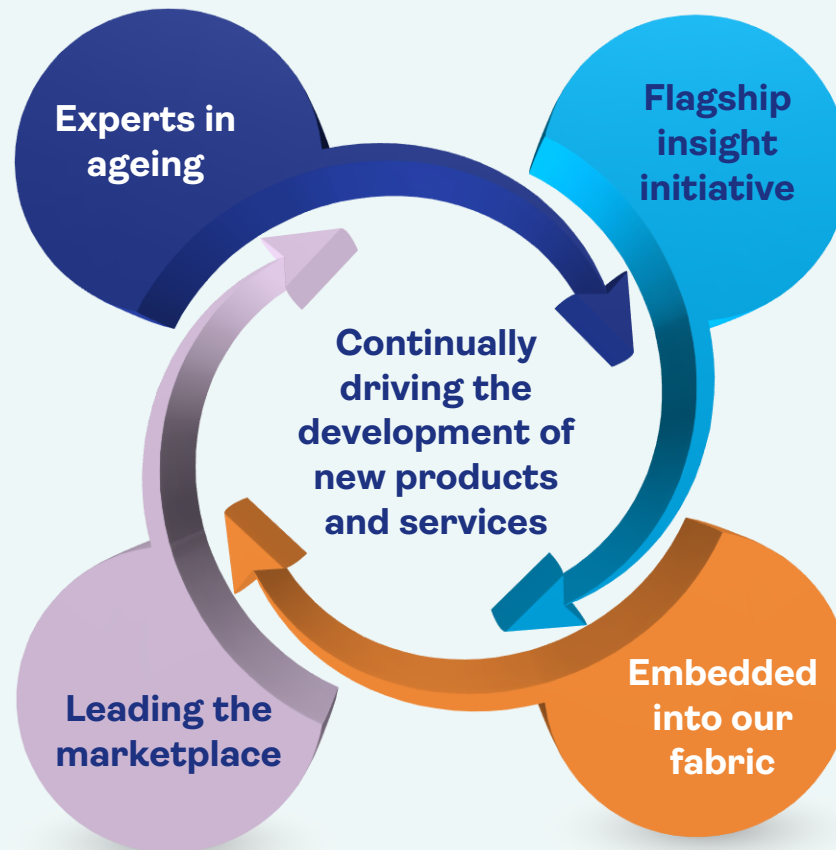 Experts in
ageing
Flagship
insight
initiative
Continually
driving the
development of
new products
and services
Leading the
marketplace
Embedded
into our
fabric